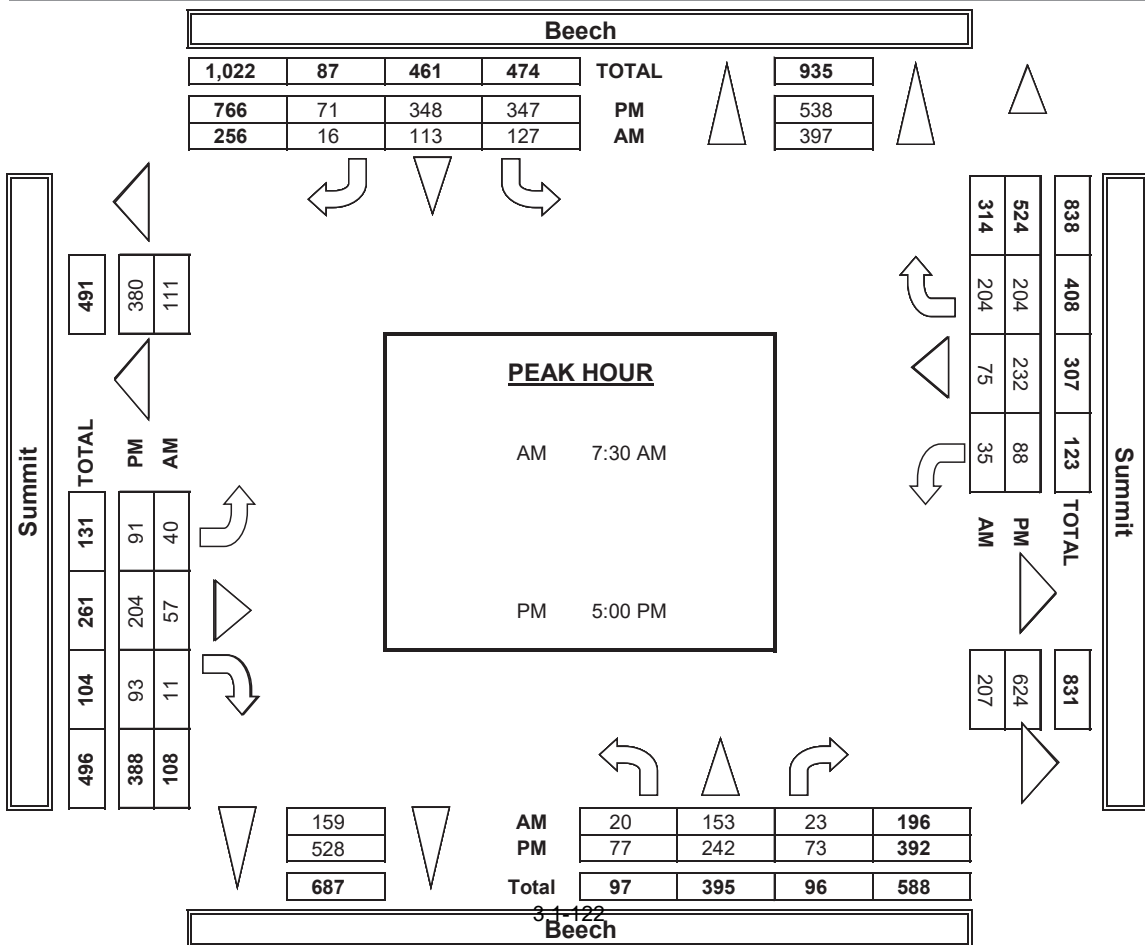 Beech
1,022 87 461 474 TOTAL 935
766 71 348 347 PM 538
256 16 113 127 AM 397
Summit
491
380
111
TOTAL
PM
AM
131 261 104 496
91 204 93 388
40 57 11 108
PEAK HOUR
AM 7:30 AM
PM 5:00 PM
838 408 307 123 TOTAL 831
524 204 232 88 PM 624
314 204 75 35 AM 207
Summit
159 AM 20 153 23 196
528 PM 77 242 73 392
687 Total 97 395 96 588
3.1-122
Beech